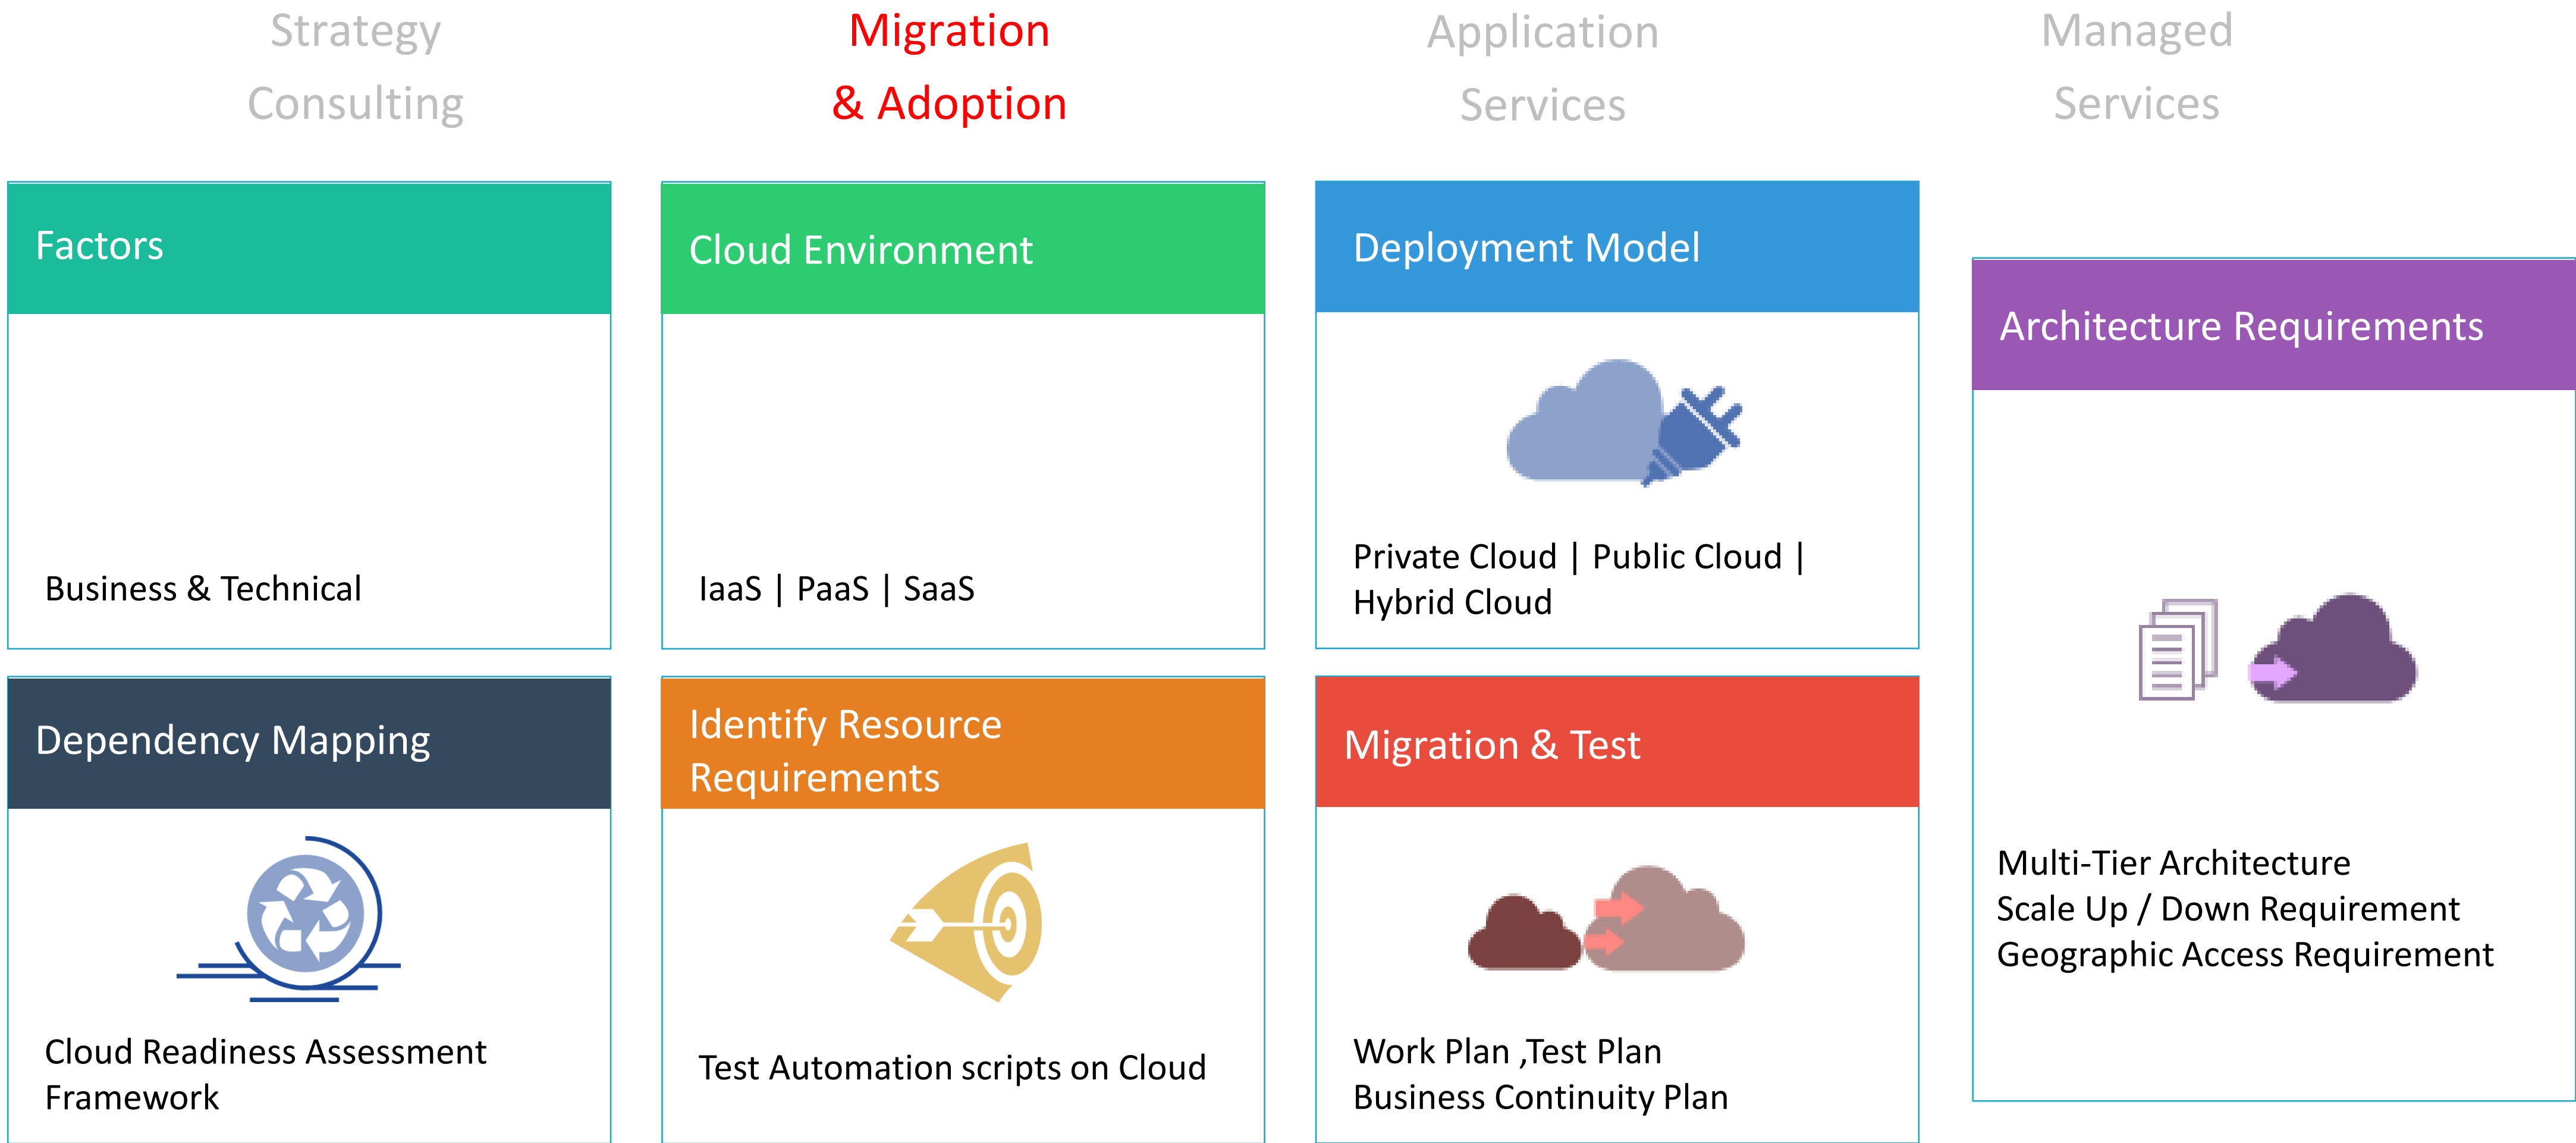 Strategy
Consulting
Migration
& Adoption
Application
Services
Managed
Services
Factors
Business & Technical
Cloud Environment
IaaS | PaaS | SaaS
Deployment Model
Private Cloud | Public Cloud |
Hybrid Cloud
Architecture Requirements
Multi-Tier Architecture
Scale Up / Down Requirement
Geographic Access Requirement
Dependency Mapping
Cloud Readiness Assessment
Framework
Identify Resource
Requirements
Test Automation scripts on Cloud
Migration & Test
Work Plan ,Test Plan
Business Continuity Plan